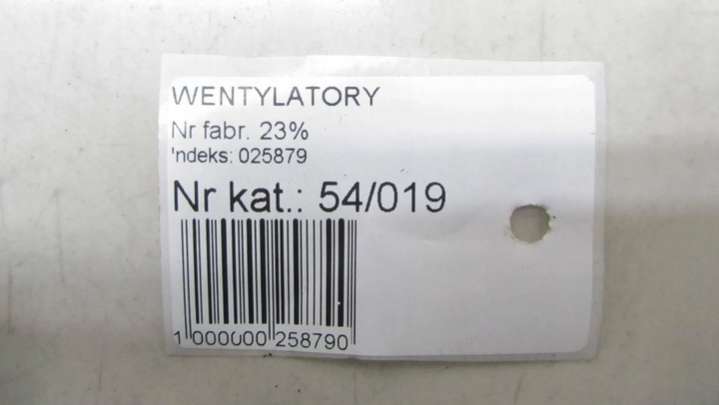 WENTYLATORY
Nr fabr. 23%
'ndeks: 025879
Nr kat.: 54/019
1 000000 258790